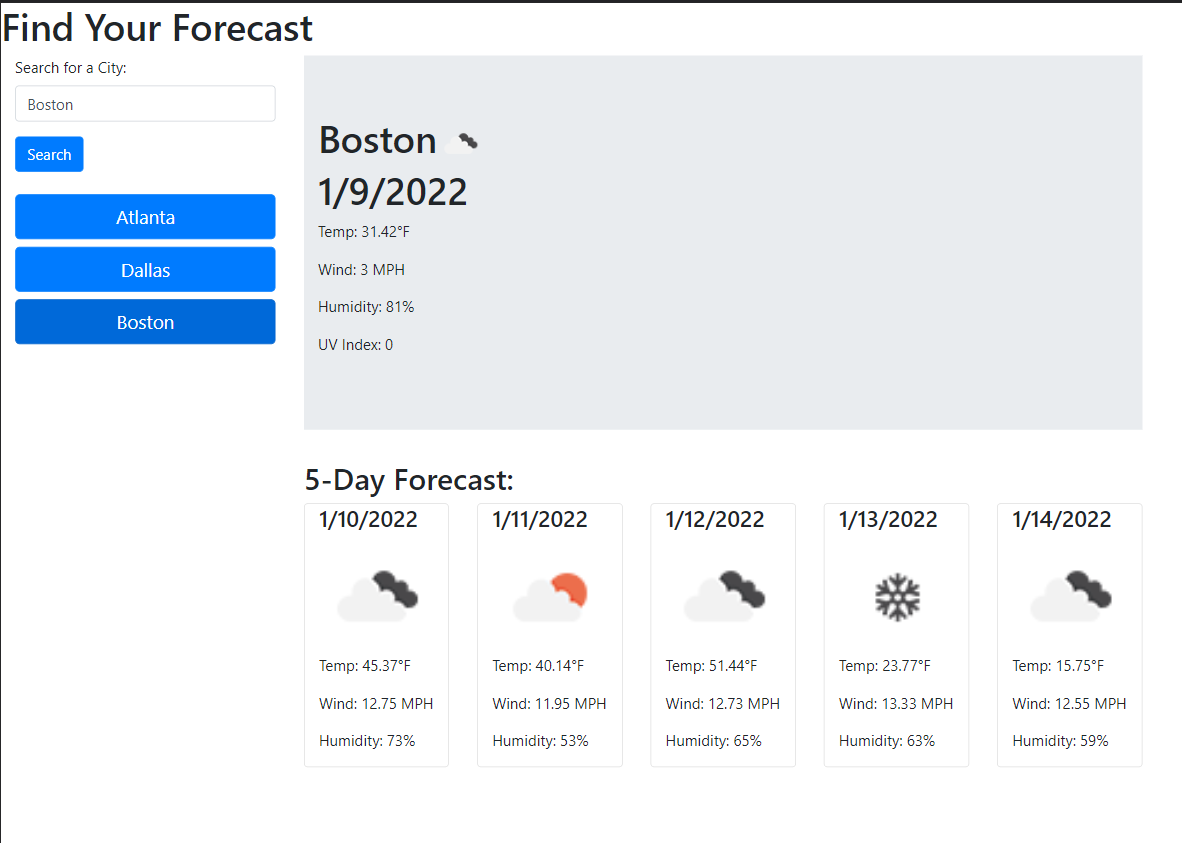 Find Your Forecast
Search for a City:
Boston
Search
Atlanta
Dallas
Boston
Boston
1/9/2022
Temp: 31.42°F
Wind: 3 MPH
Humidity: 81%
UV Index: 0
5-Day Forecast:
1/10/2022
Temp: 45.37°F
Wind: 12.75 MPH
Humidity: 73%
1/11/2022
Temp: 40.14°F
Wind: 11.95 MPH
Humidity: 53%
1/12/2022
Temp: 51.44°F
Wind: 12.73 MPH
Humidity: 65%
1/13/2022
Temp: 23.77°F
Wind: 13.33 MPH
Humidity: 63%
1/14/2022
Temp: 15.75°F
Wind: 12.55 MPH
Humidity: 59%